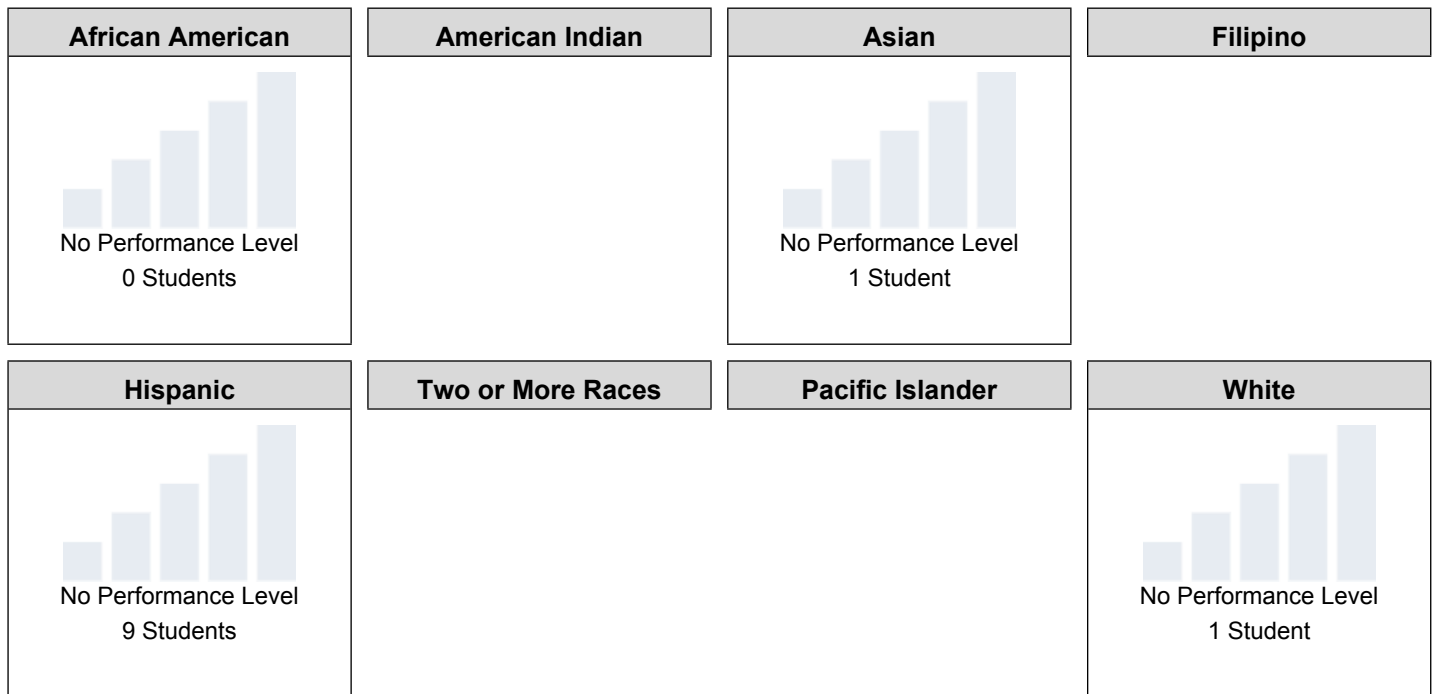 African American
American Indian
Asian
Filipino
No Performance Level
0 Students
No Performance Level
1 Student
Hispanic
Two or More Races
Pacific Islander
White
No Performance Level
9 Students
No Performance Level
1 Student